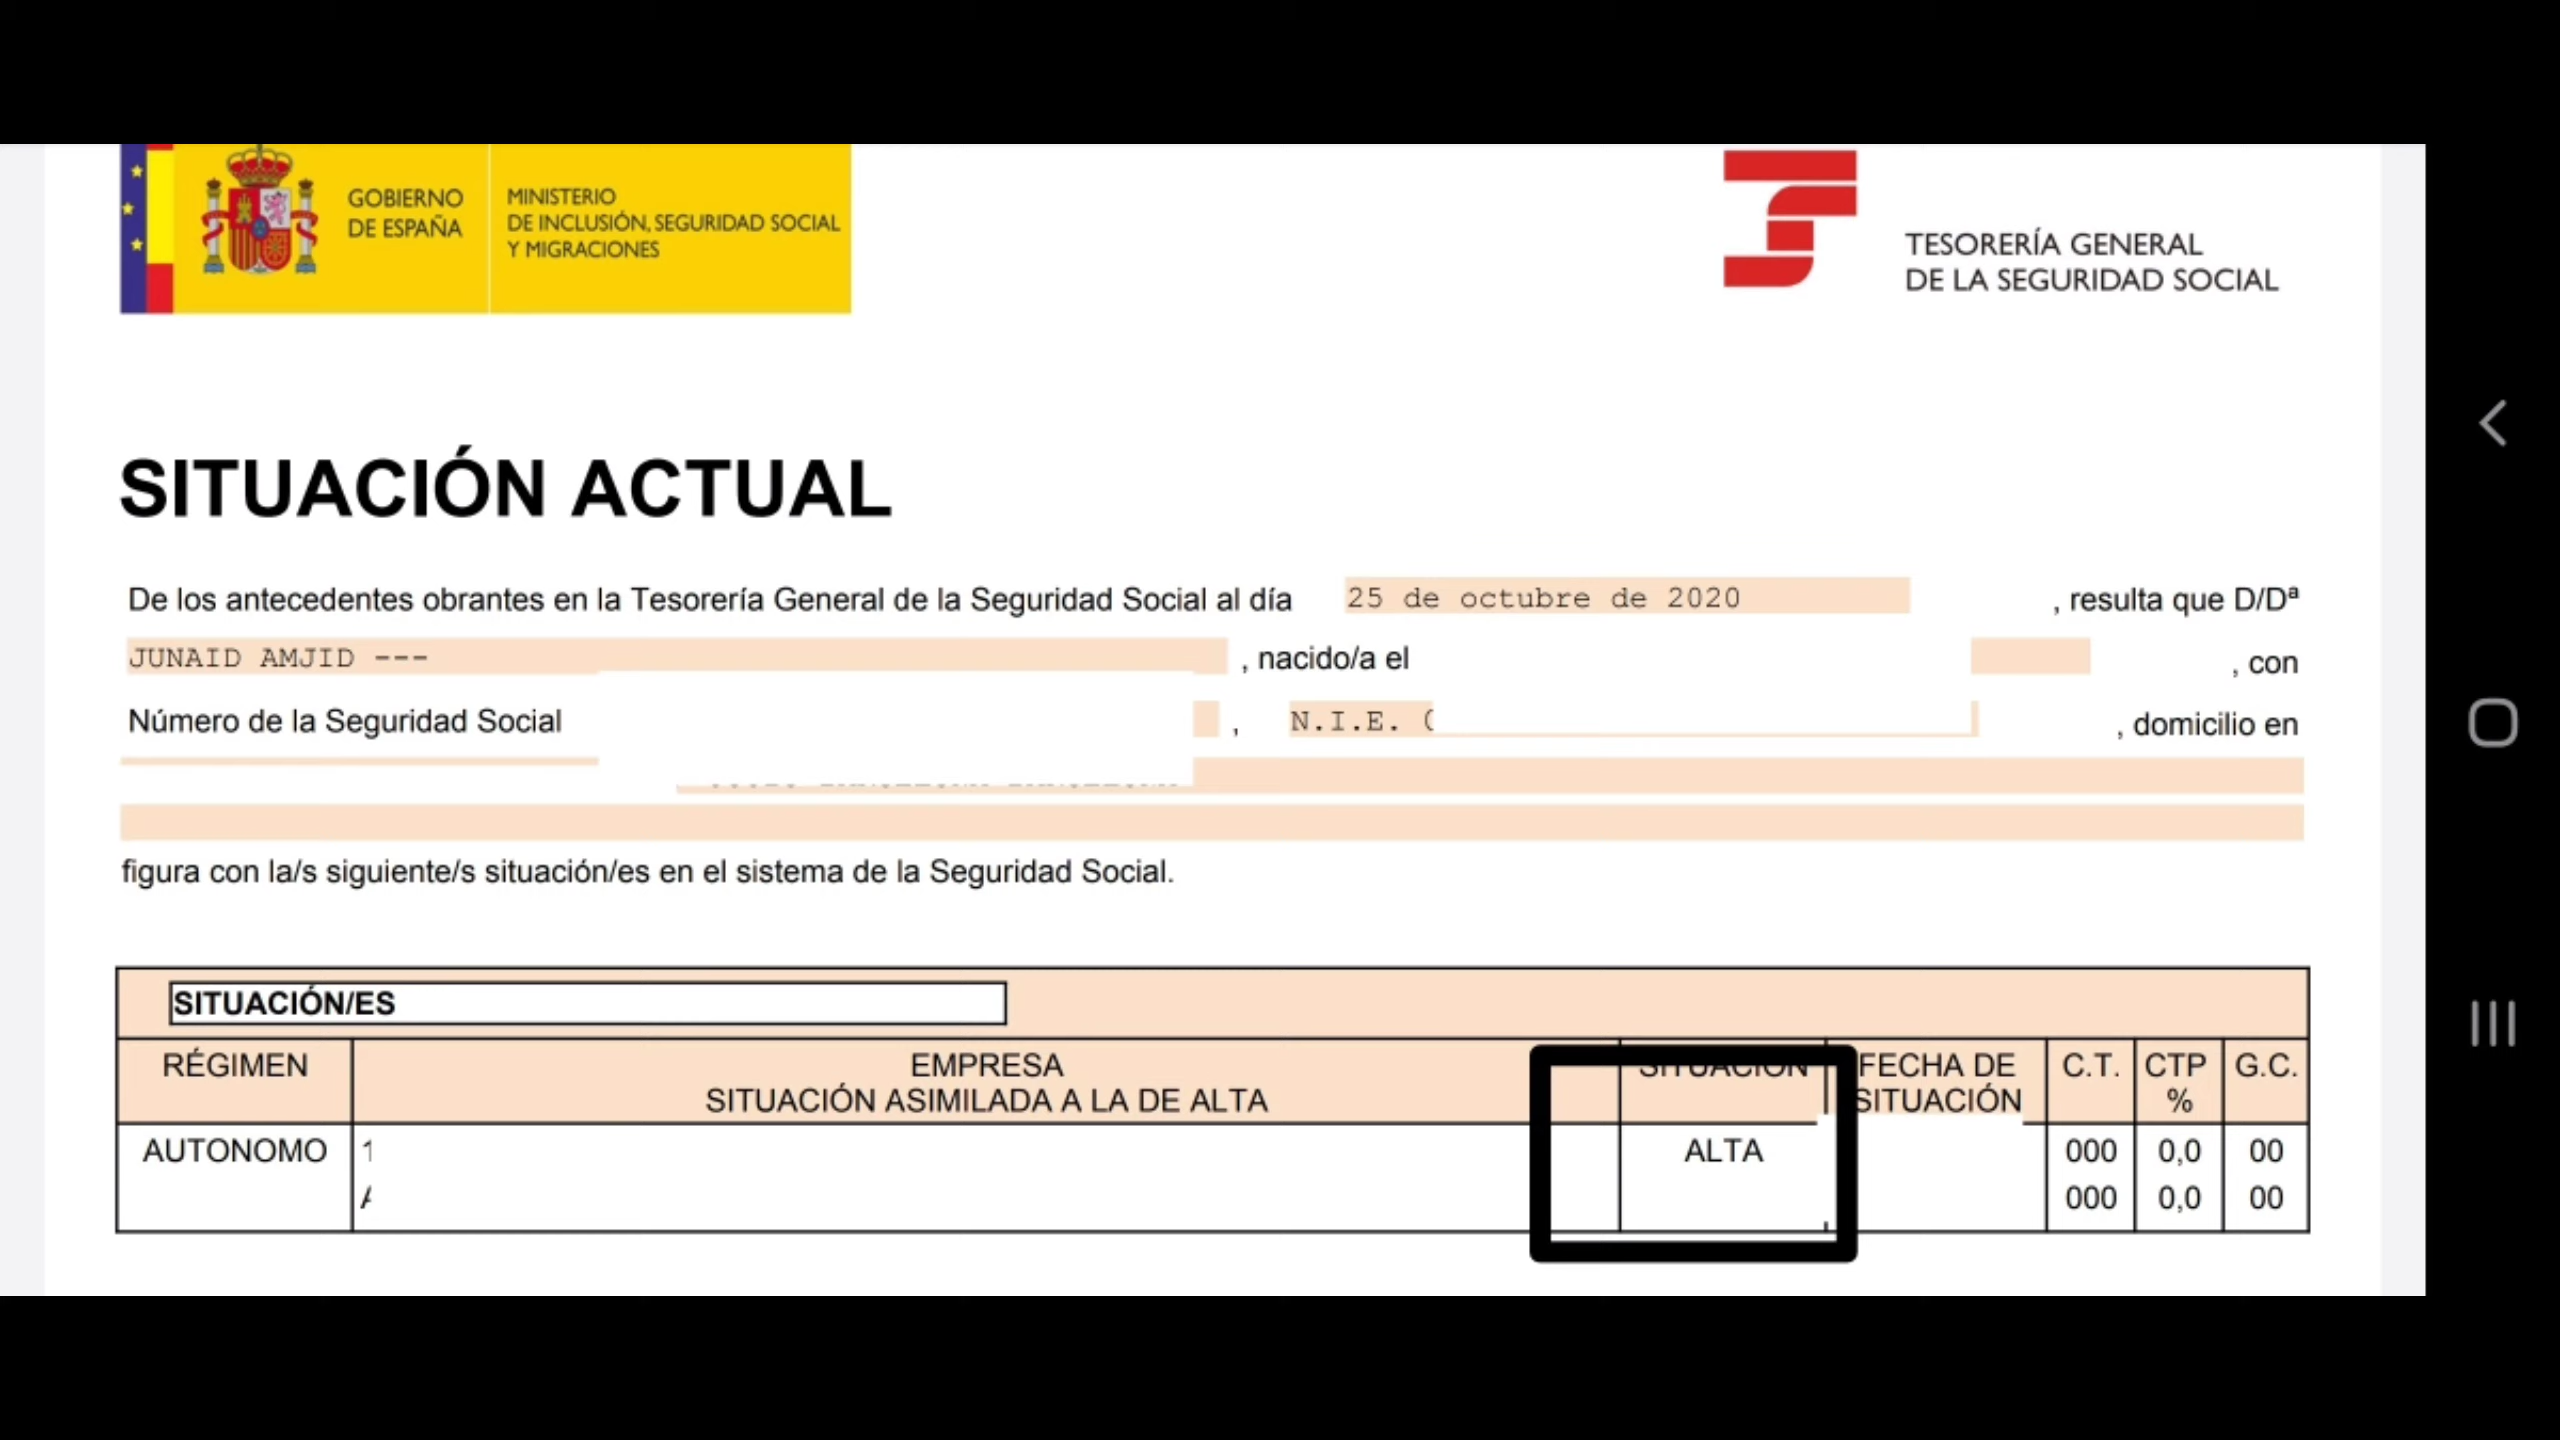 GOBIERNO
DE ESPAÑA
MINISTERIO
DE INCLUSIÓN, SEGURIDAD SOCIAL
Y MIGRACIONES
TESORERÍA GENERAL
DE LA SEGURIDAD SOCIAL
SITUACIÓN ACTUAL
De los antecedentes obrantes en la Tesorería General de la Seguridad Social al día 25 de octubre de 2020 , resulta que D/Dª
JUNAID AMJID --- , nacido/a el , con
Número de la Seguridad Social , N.I.E. ( , domicilio en
figura con la/s siguiente/s situación/es en el sistema de la Seguridad Social.
SITUACIÓN/ES
RÉGIMEN EMPRESA SITUACIÓN FECHA DE C.T. CTP G.C.
SITUACIÓN ASIMILADA A LA DE ALTA SITUACIÓN %
AUTONOMO 1 ALTA 000 0,0 00
000 0,0 00